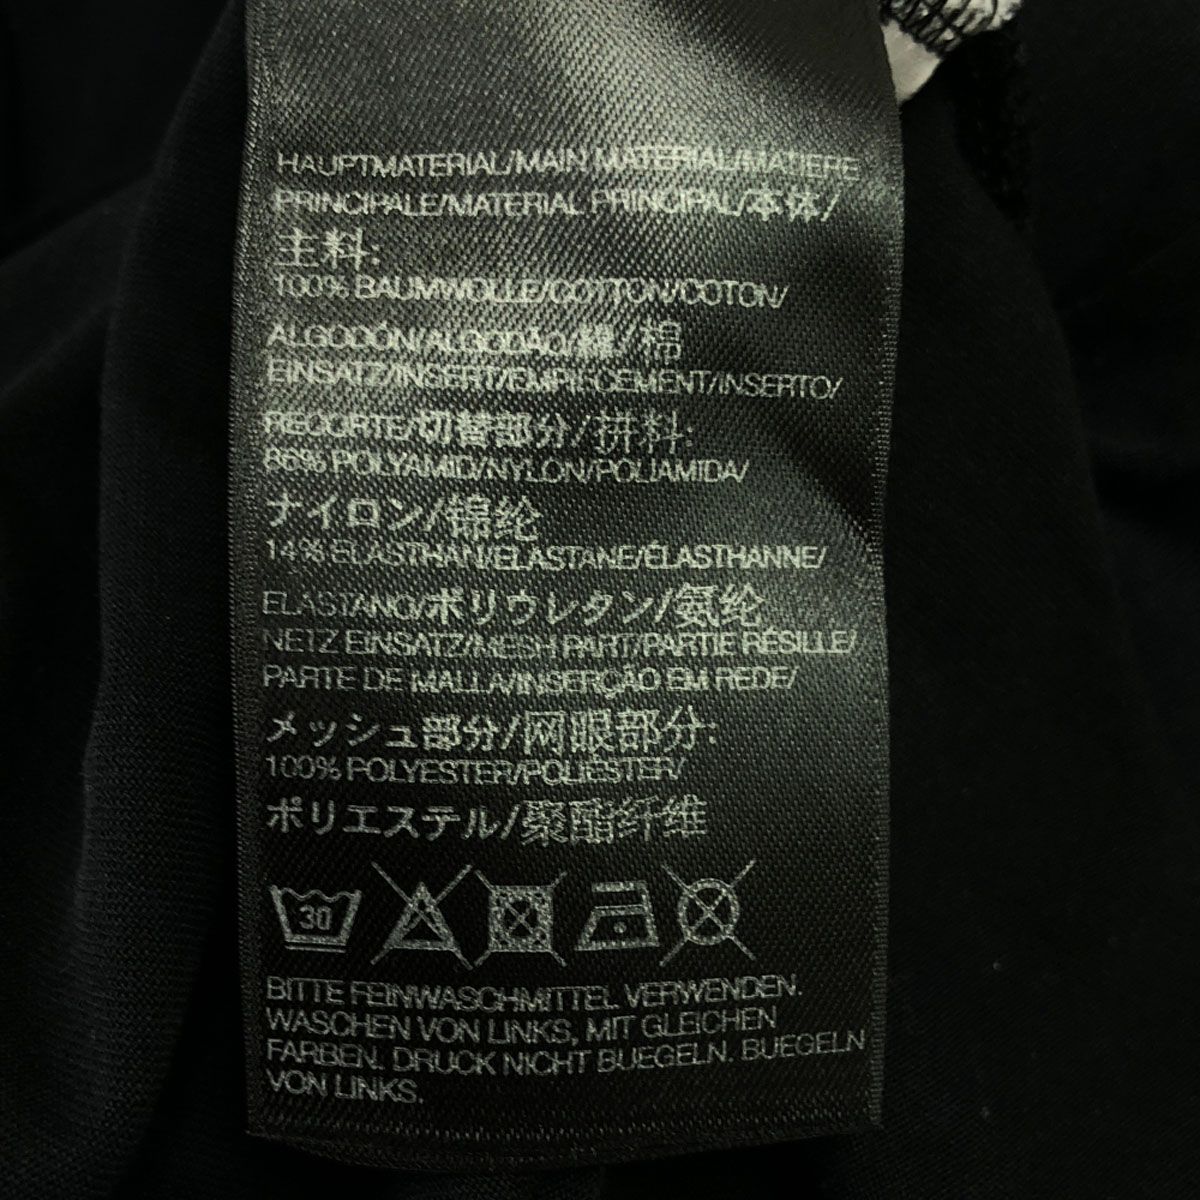 HAUPTMATERIAL/MAIN MATERIAL/MATIERE
PRINCIPALE/MATERIAL PRINCIPAL/本体/
主料:
100% BAUMWOLLE/COTTON/COTON/
ALGODÓN/ALGODÃO/綿/棉
EINSATZ/INSERT/EMPIECEMENT/INSERTO/
RECORTE/切替部分/拼料:
86% POLYAMID/NYLON/POLIAMIDA/
ナイロン/锦纶
14% ELASTHAN/ELASTANE/ÉLASTHANNE/
ELASTANO/ポリウレタン/氨纶
NETZ EINSATZ/MESH PART/PARTIE RÉSILLE/
PARTE DE MALLA/INSERÇÃO EM REDE/
メッシュ部分/网眼部分:
100% POLYESTER/POLIÉSTER/
ポリエステル/聚酯纤维
30
BITTE FEINWASCHMITTEL VERWENDEN.
WASCHEN VON LINKS, MIT GLEICHEN
FARBEN. DRUCK NICHT BUEGELN. BUEGELN
VON LINKS.